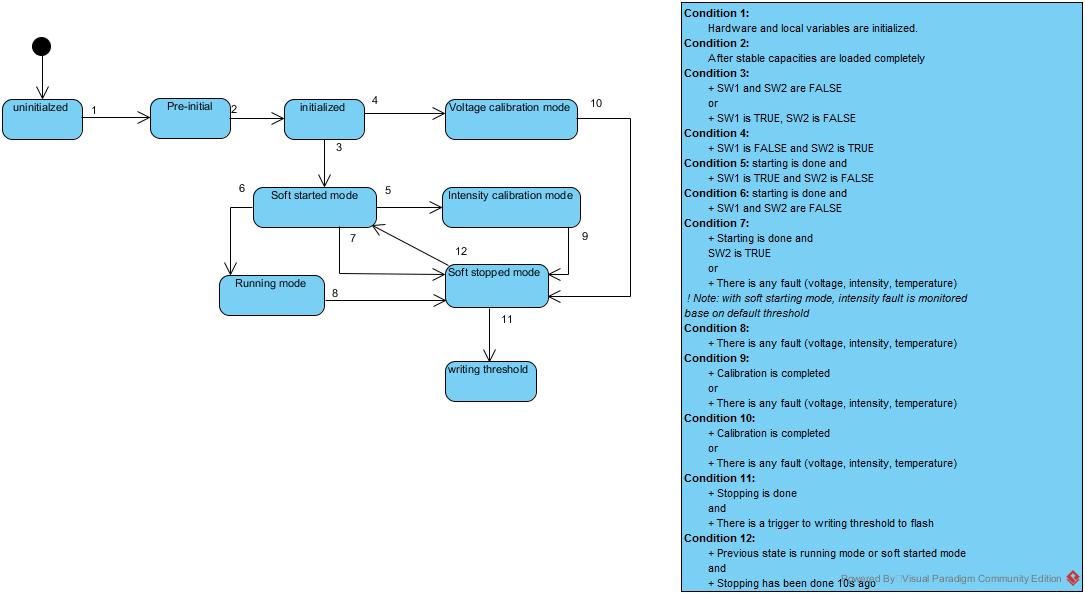 uninitialzed
1
Pre-initial
2
initialized
4
Voltage calibration mode
10
3
6
Soft started mode
5
Intensity calibration mode
7
12
9
Running mode
8
Soft stopped mode
11
writing threshold
Condition 1:
Hardware and local variables are initialized.
Condition 2:
After stable capacities are loaded completely
Condition 3:
+ SW1 and SW2 are FALSE
or
+ SW1 is TRUE, SW2 is FALSE
Condition 4:
+ SW1 is FALSE and SW2 is TRUE
Condition 5: starting is done and
+ SW1 is TRUE and SW2 is FALSE
Condition 6: starting is done and
+ SW1 and SW2 are FALSE
Condition 7:
+ Starting is done and
SW2 is TRUE
or
+ There is any fault (voltage, intensity, temperature)
! Note: with soft starting mode, intensity fault is monitored
base on default threshold
Condition 8:
+ There is any fault (voltage, intensity, temperature)
Condition 9:
+ Calibration is completed
or
+ There is any fault (voltage, intensity, temperature)
Condition 10:
+ Calibration is completed
or
+ There is any fault (voltage, intensity, temperature)
Condition 11:
+ Stopping is done
and
+ There is a trigger to writing threshold to flash
Condition 12:
+ Previous state is running mode or soft started mode
and
+ Stopping has been done 10s ago
Powered By Visual Paradigm Community Edition